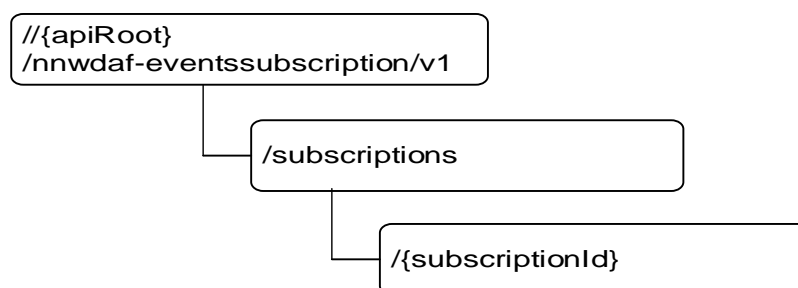 //{apiRoot}
/nnwdaf-eventssubscription/v1
/subscriptions
/{subscriptionId}